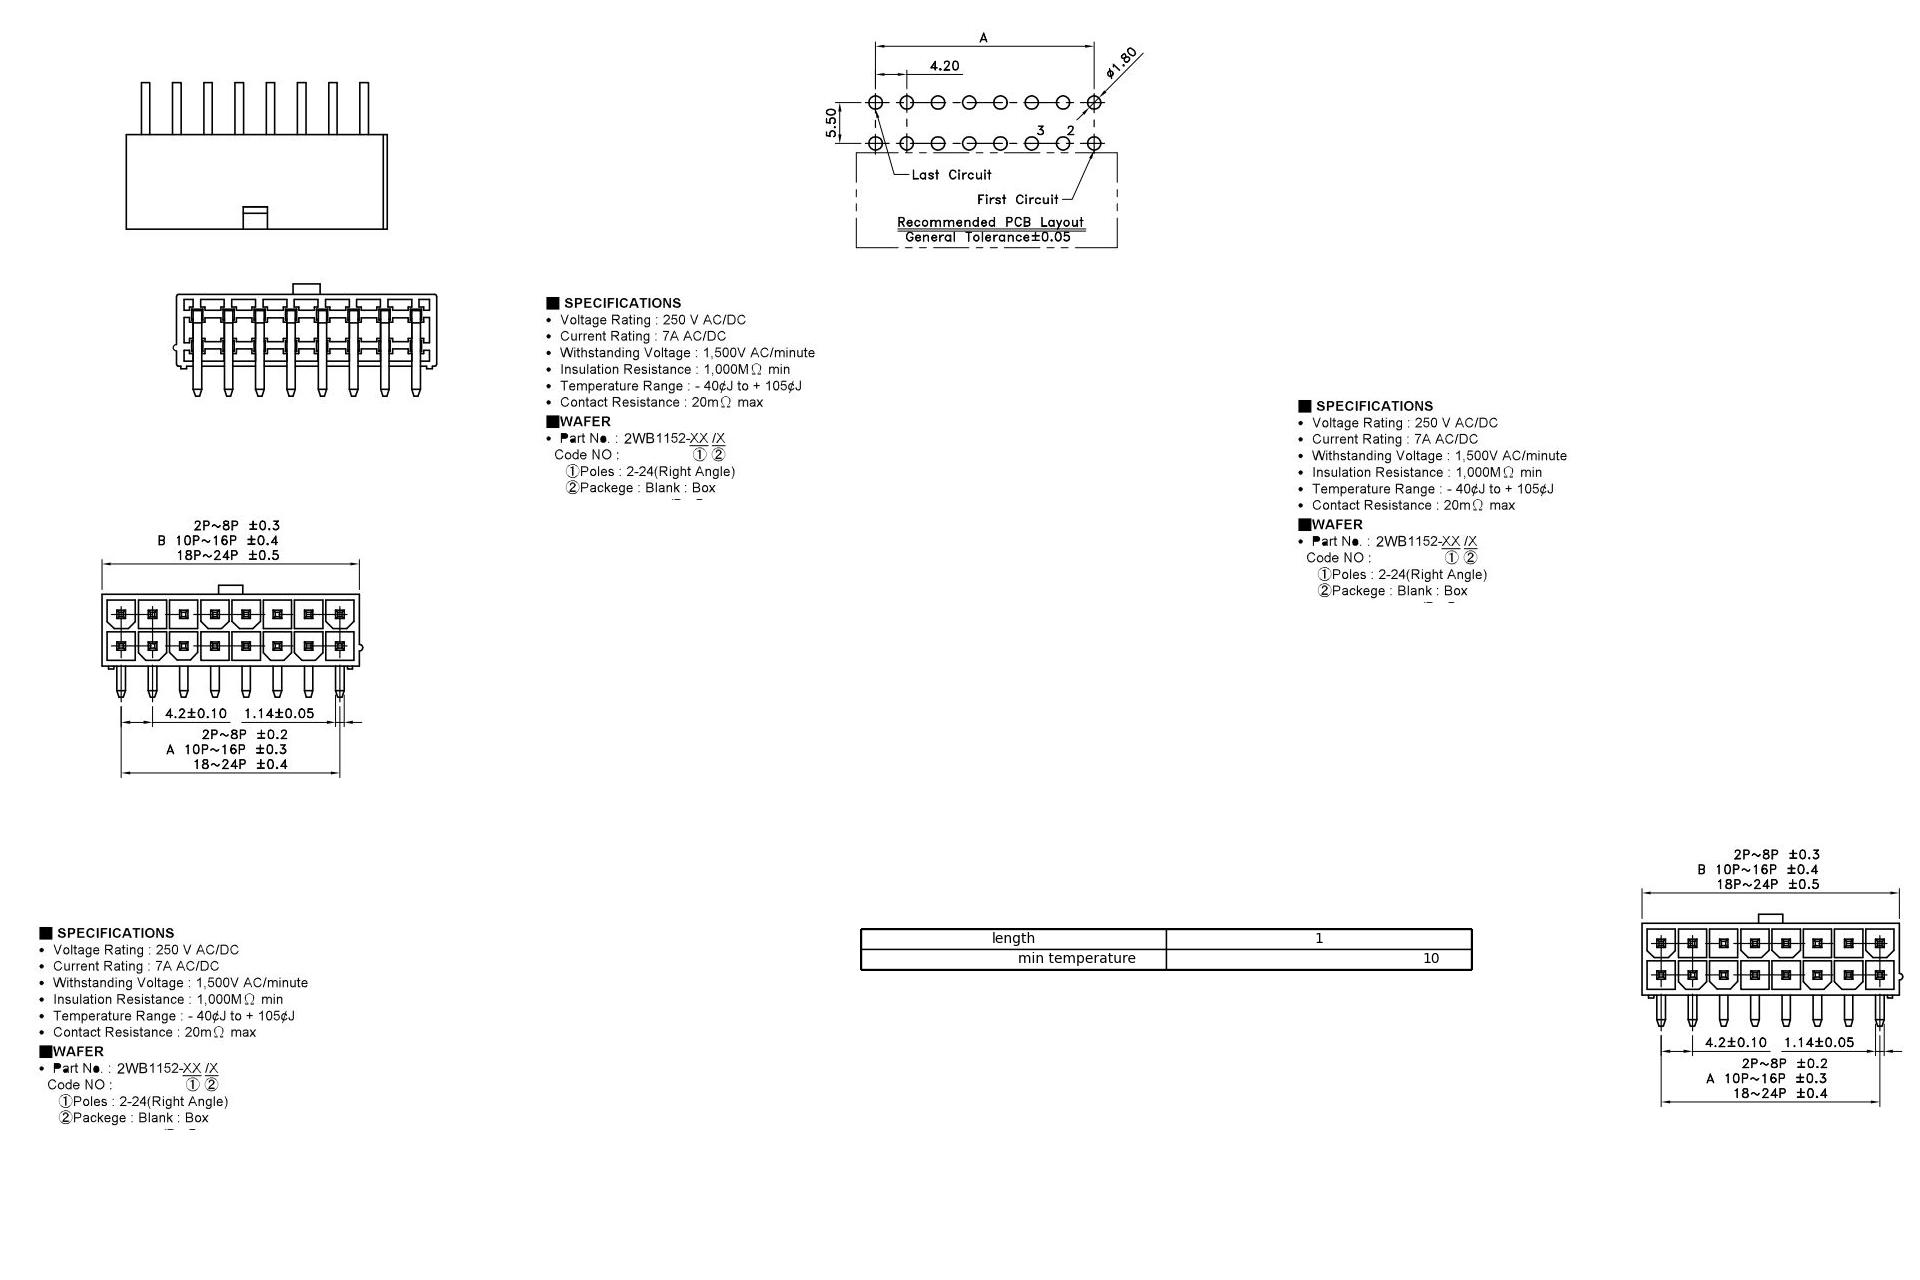 A
4.20
ø1.80
5.50
3 2
Last Circuit
First Circuit
Recommended PCB Layout
General Tolerance±0.05
■ SPECIFICATIONS
• Voltage Rating : 250 V AC/DC
• Current Rating : 7A AC/DC
• Withstanding Voltage : 1,500V AC/minute
• Insulation Resistance : 1,000MΩ min
• Temperature Range : - 40¢J to + 105¢J
• Contact Resistance : 20mΩ max
■WAFER
• Part No. : 2WB1152-XX /X
Code NO : ① ②
①Poles : 2-24(Right Angle)
②Packege : Blank : Box
■ SPECIFICATIONS
• Voltage Rating : 250 V AC/DC
• Current Rating : 7A AC/DC
• Withstanding Voltage : 1,500V AC/minute
• Insulation Resistance : 1,000MΩ min
• Temperature Range : - 40¢J to + 105¢J
• Contact Resistance : 20mΩ max
■WAFER
• Part No. : 2WB1152-XX /X
Code NO : ① ②
①Poles : 2-24(Right Angle)
②Packege : Blank : Box
2P~8P ±0.3
B 10P~16P ±0.4
18P~24P ±0.5
4.2±0.10 1.14±0.05
2P~8P ±0.2
A 10P~16P ±0.3
18~24P ±0.4
■ SPECIFICATIONS
• Voltage Rating : 250 V AC/DC
• Current Rating : 7A AC/DC
• Withstanding Voltage : 1,500V AC/minute
• Insulation Resistance : 1,000MΩ min
• Temperature Range : - 40¢J to + 105¢J
• Contact Resistance : 20mΩ max
■WAFER
• Part No. : 2WB1152-XX /X
Code NO : ① ②
①Poles : 2-24(Right Angle)
②Packege : Blank : Box
length 1
min temperature 10
2P~8P ±0.3
B 10P~16P ±0.4
18P~24P ±0.5
4.2±0.10 1.14±0.05
2P~8P ±0.2
A 10P~16P ±0.3
18~24P ±0.4